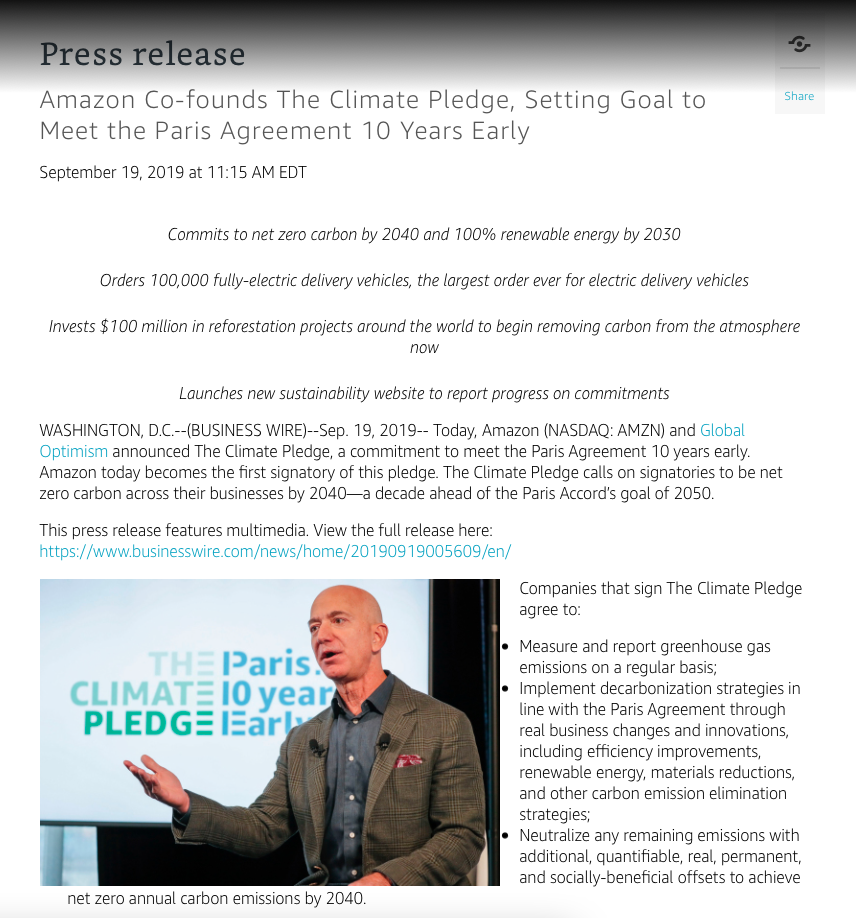 Press release
Share
Amazon Co-founds The Climate Pledge, Setting Goal to
Meet the Paris Agreement 10 Years Early
September 19, 2019 at 11:15 AM EDT
Commits to net zero carbon by 2040 and 100% renewable energy by 2030
Orders 100,000 fully-electric delivery vehicles, the largest order ever for electric delivery vehicles
Invests $100 million in reforestation projects around the world to begin removing carbon from the atmosphere
now
Launches new sustainability website to report progress on commitments
WASHINGTON, D.C.--(BUSINESS WIRE)--Sep. 19, 2019-- Today, Amazon (NASDAQ: AMZN) and Global
Optimism announced The Climate Pledge, a commitment to meet the Paris Agreement 10 years early.
Amazon today becomes the first signatory of this pledge. The Climate Pledge calls on signatories to be net
zero carbon across their businesses by 2040—a decade ahead of the Paris Accord's goal of 2050.
This press release features multimedia. View the full release here:
https://www.businesswire.com/news/home/20190919005609/en/
THE
CLIMATE
PLEDGE
Paris
10 year
Early
Companies that sign The Climate Pledge
agree to:
• Measure and report greenhouse gas
emissions on a regular basis;
• Implement decarbonization strategies in
line with the Paris Agreement through
real business changes and innovations,
including efficiency improvements,
renewable energy, materials reductions,
and other carbon emission elimination
strategies;
• Neutralize any remaining emissions with
additional, quantifiable, real, permanent,
and socially-beneficial offsets to achieve
net zero annual carbon emissions by 2040.